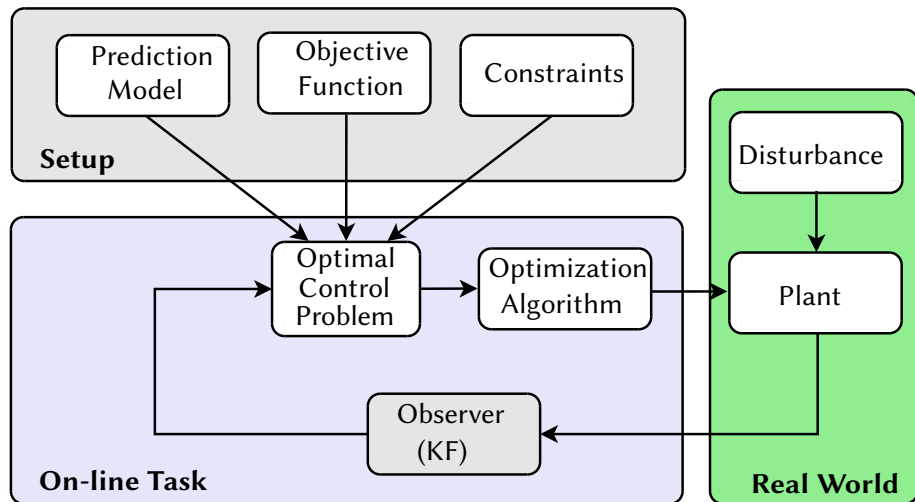 Prediction
Model
Objective
Function
Constraints
Setup
Disturbance
Optimal
Control
Problem
Optimization
Algorithm
Plant
Observer
(KF)
On-line Task
Real World